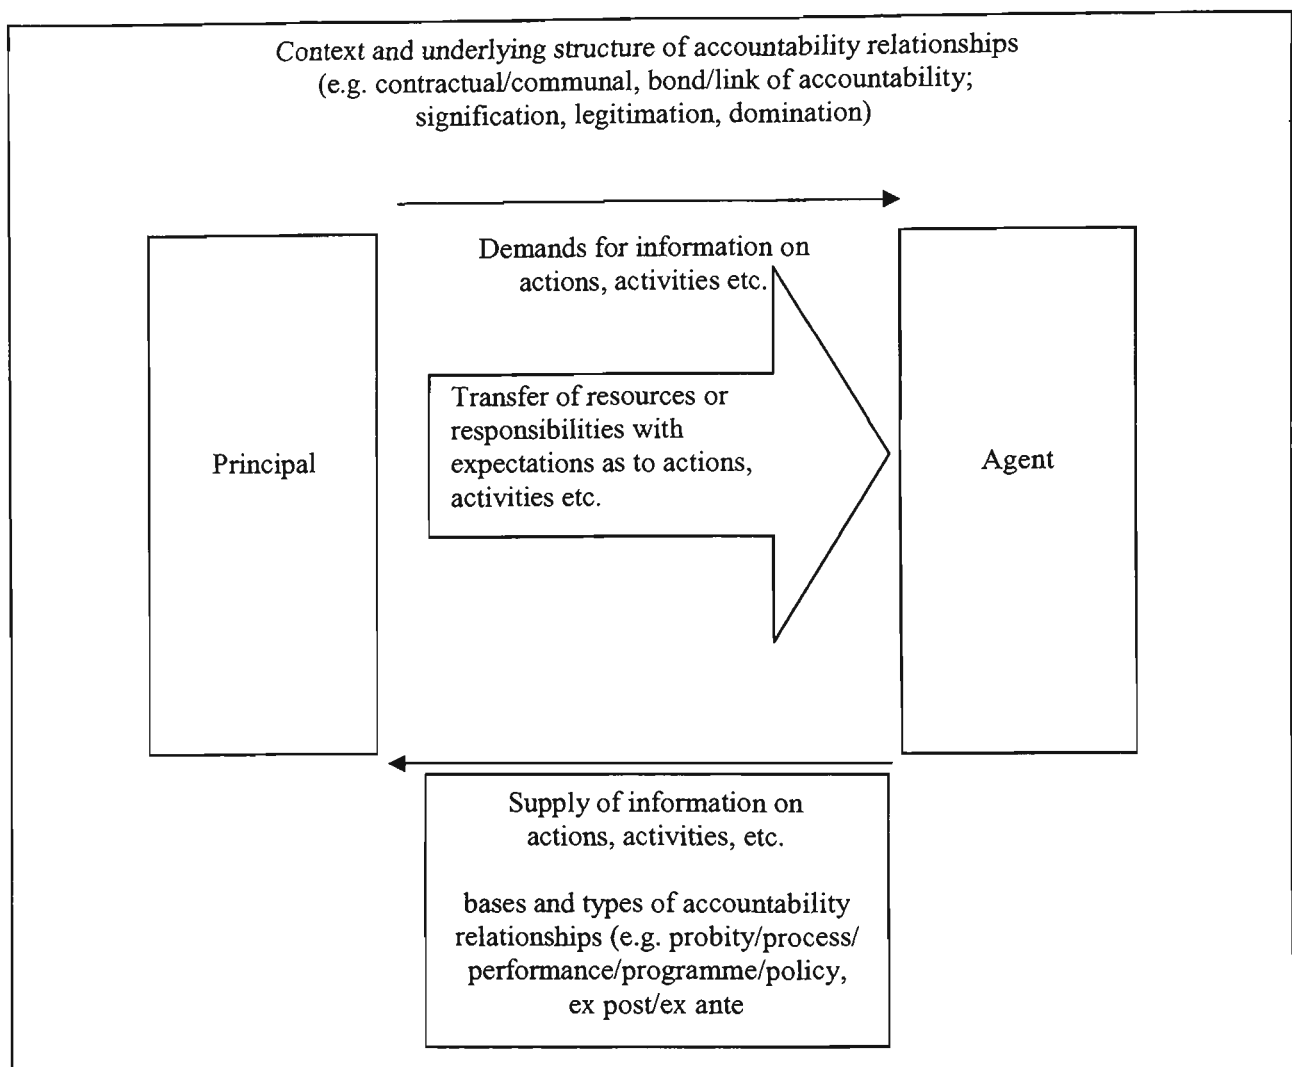 Context and underlying structure of accountability relationships
(e.g. contractual/communal, bond/link of accountability;
signification, legitimation, domination)
Demands for information on
actions, activities etc.
Principal
Transfer of resources or
responsibilities with
expectations as to actions,
activities etc.
Agent
Supply of information on
actions, activities, etc.
bases and types of accountability
relationships (e.g. probity/process/
performance/programme/policy,
ex post/ex ante